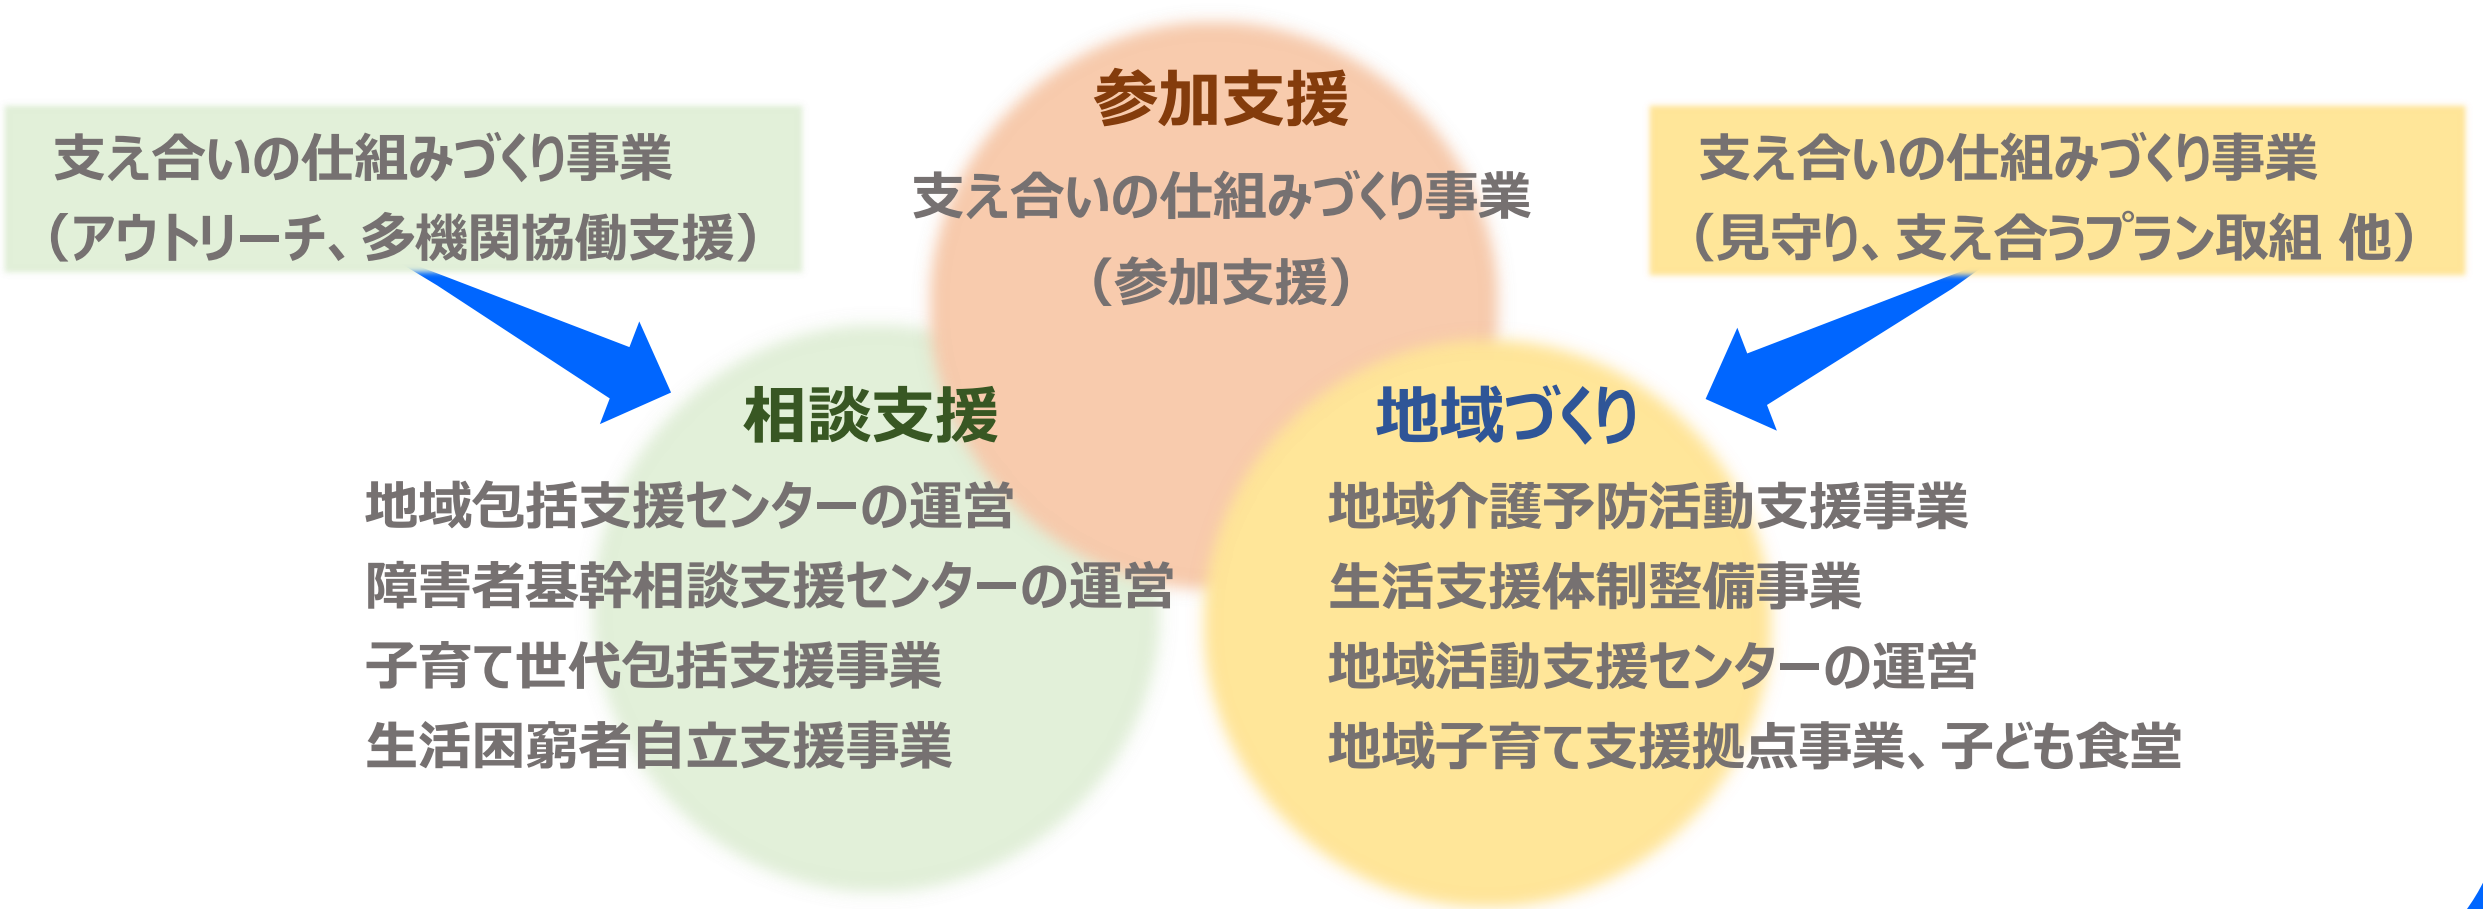 参加支援
支え合いの仕組みづくり事業
（参加支援）
支え合いの仕組みづくり事業
（アウトリーチ、多機関協働支援）
支え合いの仕組みづくり事業
（見守り、支え合うプラン取組 他）
相談支援
地域包括支援センターの運営
障害者基幹相談支援センターの運営
子育て世代包括支援事業
生活困窮者自立支援事業
地域づくり
地域介護予防活動支援事業
生活支援体制整備事業
地域活動支援センターの運営
地域子育て支援拠点事業、子ども食堂